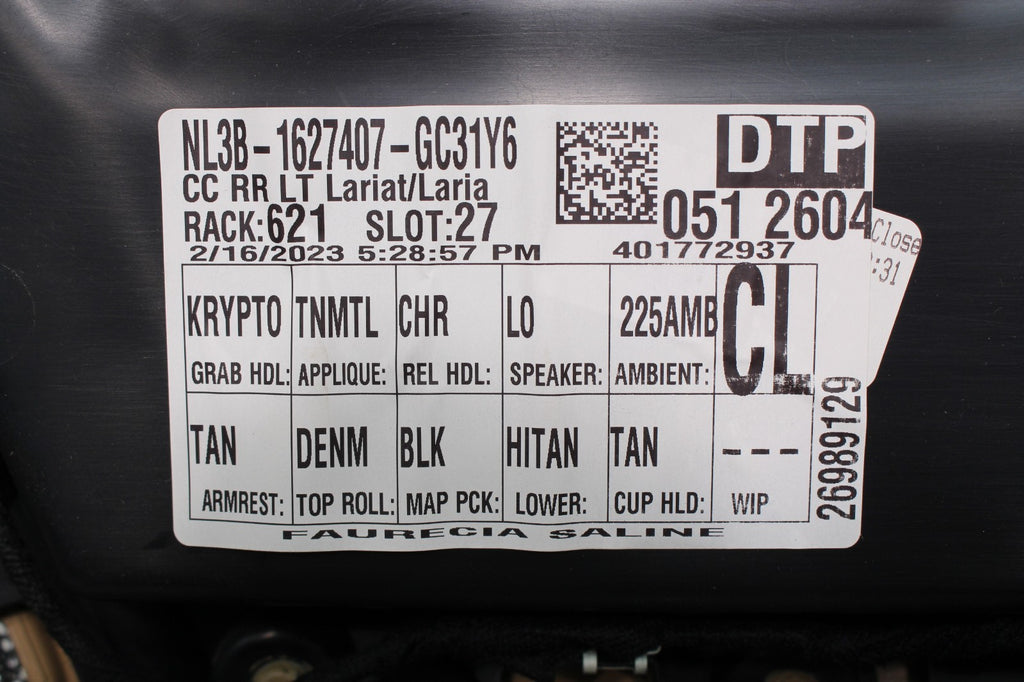 NL3B-1627407-GC31Y6
CC RR LT Lariat/Laria
RACK:621 SLOT:27
2/16/2023 5:28:57 PM
DTP
051 2604
401772937
Close
:31
KRYPTO TNMTL CHR LO 225AMB CL
GRAB HDL: APPLIQUE: REL HDL: SPEAKER: AMBIENT:
TAN DENM BLK HITAN TAN ---
ARMREST: TOP ROLL: MAP PCK: LOWER: CUP HLD: WIP
26989129
FAURECIA SALINE